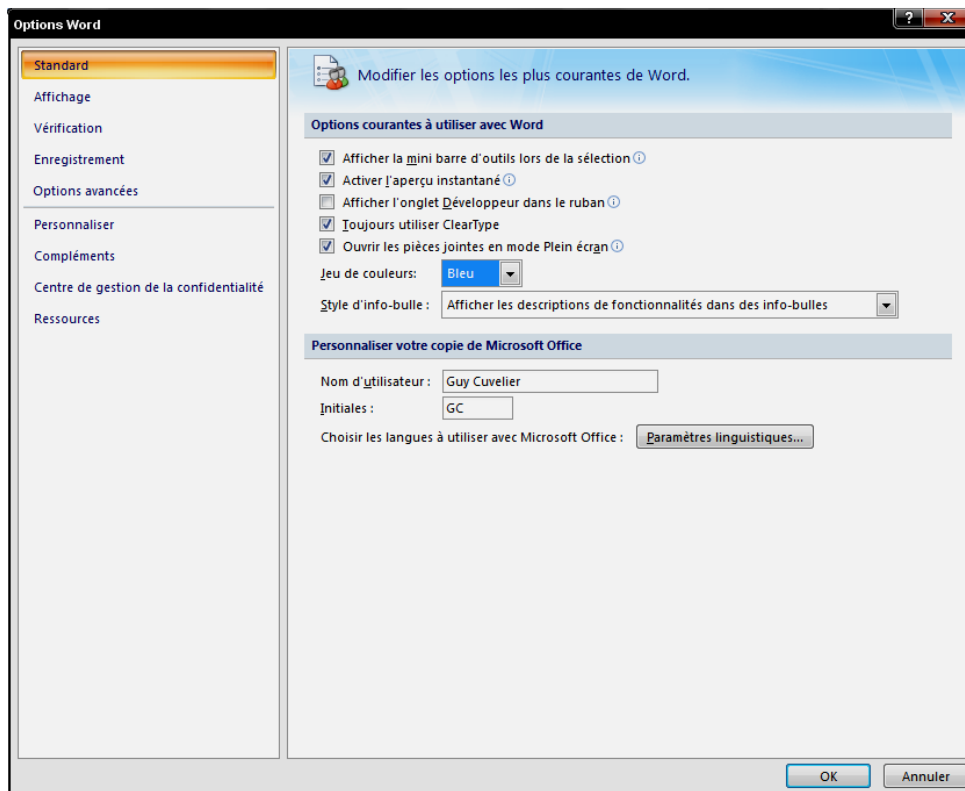 Options Word
Standard
Affichage
Vérification
Enregistrement
Options avancées
Personnaliser
Compléments
Centre de gestion de la confidentialité
Ressources
Modifier les options les plus courantes de Word.
Options courantes à utiliser avec Word
Afficher la mini barre d'outils lors de la sélection
Activer l'aperçu instantané
Afficher l'onglet Développeur dans le ruban
Toujours utiliser ClearType
Ouvrir les pièces jointes en mode Plein écran
Jeu de couleurs: Bleu
Style d'info-bulle : Afficher les descriptions de fonctionnalités dans des info-bulles
Personnaliser votre copie de Microsoft Office
Nom d'utilisateur : Guy Cuvelier
Initiales : GC
Choisir les langues à utiliser avec Microsoft Office : Paramètres linguistiques...
OK Annuler